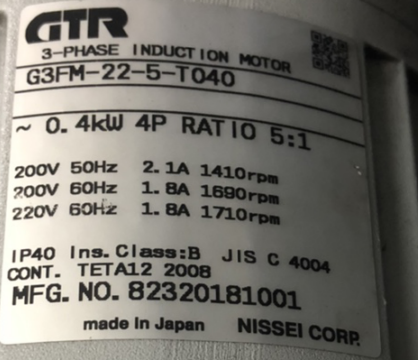 GTR
3-PHASE INDUCTION MOTOR
G3FM-22-5-T040
~ 0.4kW 4P RATIO 5:1
200V 50Hz 2.1A 1410rpm
200V 60Hz 1.8A 1690rpm
220V 60Hz 1.8A 1710rpm
IP40 Ins.Class:B JIS C 4004
CONT. TETA12 2008
MFG. NO. 82320181001
made in Japan NISSEI CORP.